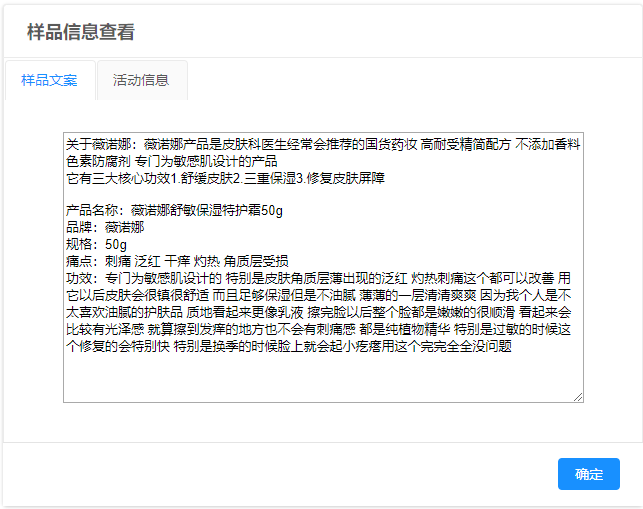 样品信息查看
样品文案
活动信息
关于薇诺娜：薇诺娜产品是皮肤科医生经常会推荐的国货药妆 高耐受精简配方 不添加香料
色素防腐剂 专门为敏感肌设计的产品
它有三大核心功效1.舒缓皮肤2.三重保湿3.修复皮肤屏障
产品名称：薇诺娜舒敏保湿特护霜50g
品牌：薇诺娜
规格：50g
痛点：刺痛 泛红 干痒 灼热 角质层受损
功效：专门为敏感肌设计的 特别是皮肤角质层薄出现的泛红 灼热刺痛这个都可以改善 用
它以后皮肤会很镇很舒适 而且足够保湿但是不油腻 薄薄的一层清清爽爽 因为我个人是不
太喜欢油腻的护肤品 质地看起来更像乳液 擦完脸以后整个脸都是嫩嫩的很顺滑 看起来会
比较有光泽感 就算擦到发痒的地方也不会有刺痛感 都是纯植物精华 特别是过敏的时候这
个修复的会特别快 特别是换季的时候脸上就会起小疙瘩用这个完完全全没问题
确定